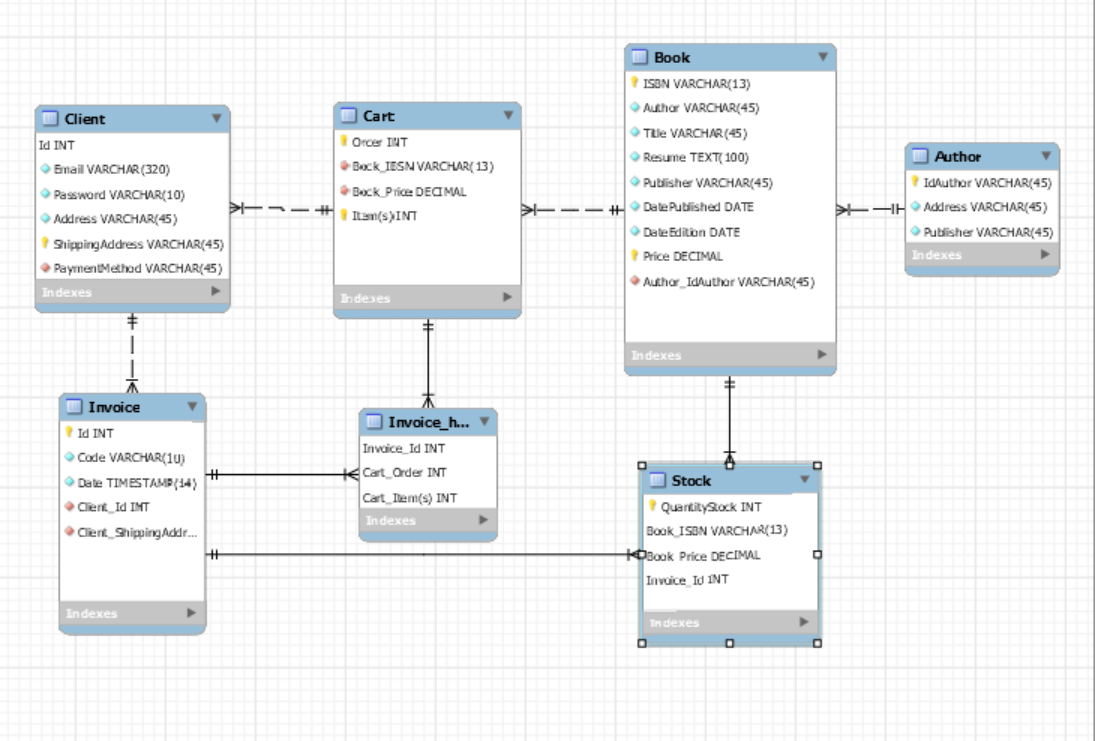 Client
Id INT
Email VARCHAR(320)
Password VARCHAR(10)
Address VARCHAR(45)
ShippingAddress VARCHAR(45)
PaymentMethod VARCHAR(45)
Indexes
Cart
Orcer INT
Bock_IBSN VARCHAR(13)
Bock_Price DECIMAL
Item(s) INT
Indexes
Book
ISBN VARCHAR(13)
Author VARCHAR(45)
Title VARCHAR(45)
Resume TEXT(100)
Publisher VARCHAR(45)
DatePublished DATE
DateEdition DATE
Price DECIMAL
Author_IdAuthor VARCHAR(45)
Indexes
Author
IdAuthor VARCHAR(45)
Address VARCHAR(45)
Publisher VARCHAR(45)
Indexes
Invoice
Id INT
Code VARCHAR(10)
Date TIMESTAMP(14)
Client_Id INT
Client_ShippingAddr...
Indexes
Invoice_h...
Invoice_Id INT
Cart_Order INT
Cart_Item(s) INT
Indexes
Stock
QuantityStock INT
Book_ISBN VARCHAR(13)
Book_Price DECIMAL
Invoice_Id INT
Indexes